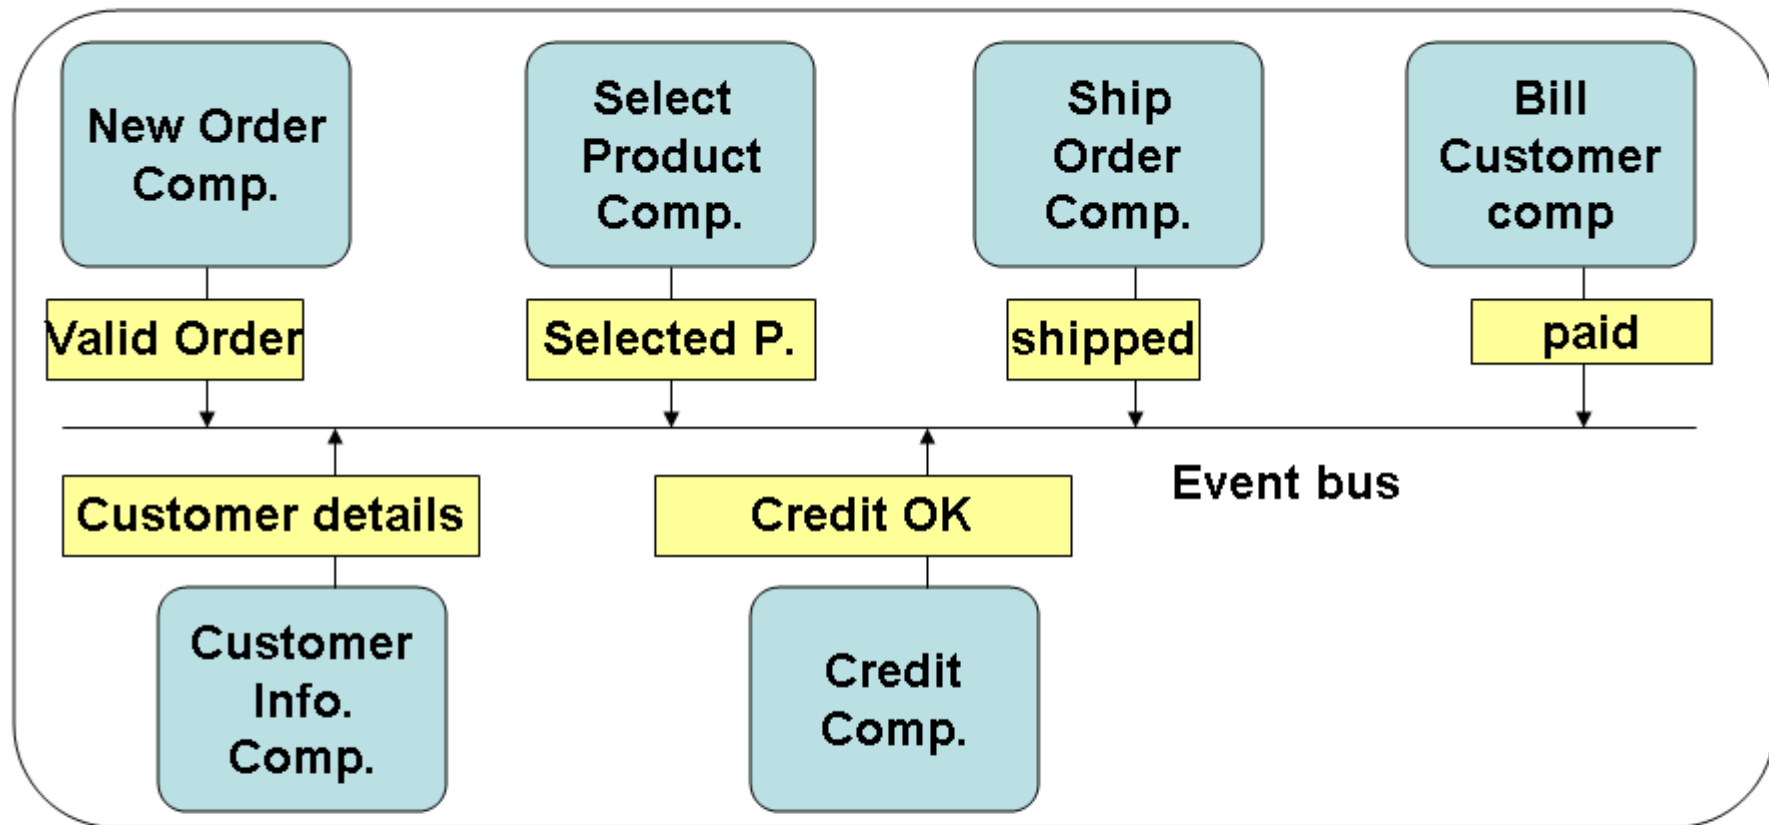 New Order
Comp.
Select
Product
Comp.
Ship
Order
Comp.
Bill
Customer
comp
Valid Order
Selected P.
shipped
paid
Event bus
Customer details
Credit OK
Customer
Info.
Comp.
Credit
Comp.